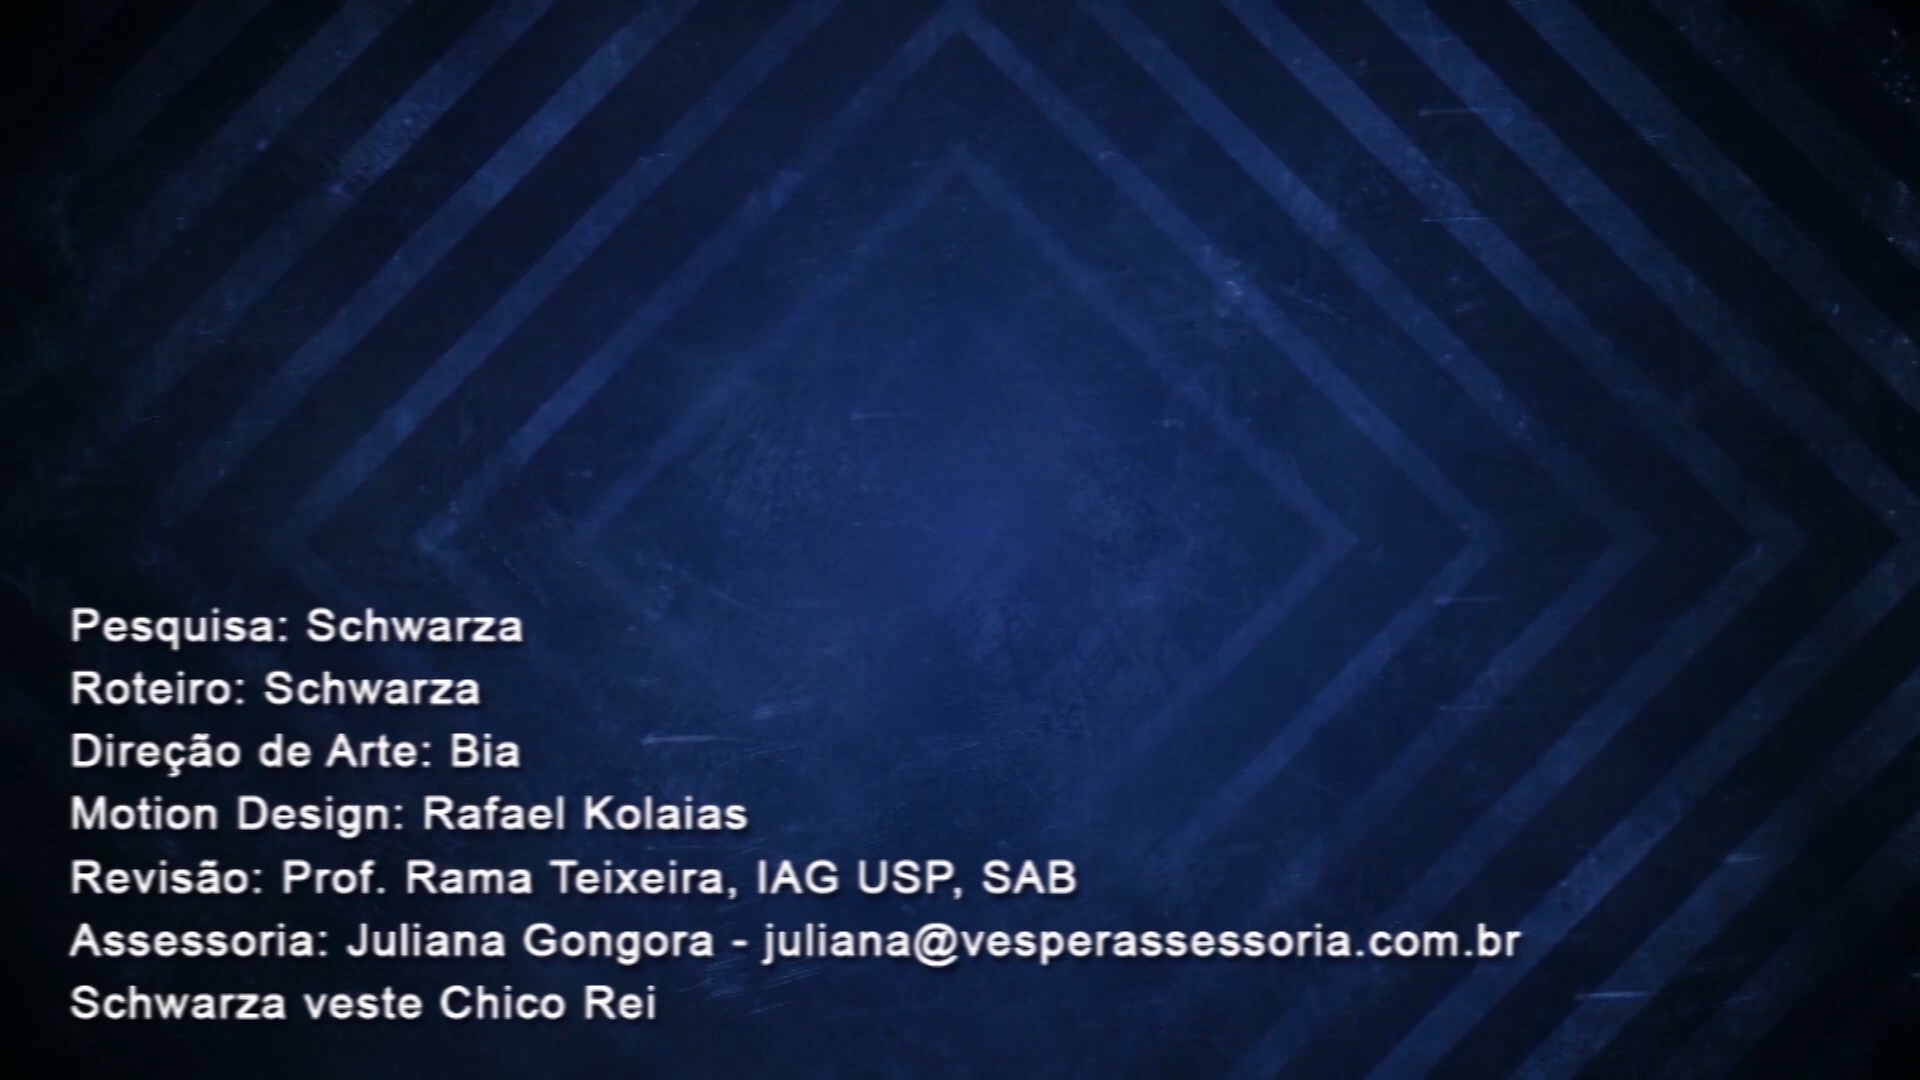 Pesquisa: Schwarza
Roteiro: Schwarza
Direção de Arte: Bia
Motion Design: Rafael Kolaias
Revisão: Prof. Rama Teixeira, IAG USP, SAB
Assessoria: Juliana Gongora - juliana@vesperassessoria.com.br
Schwarza veste Chico Rei